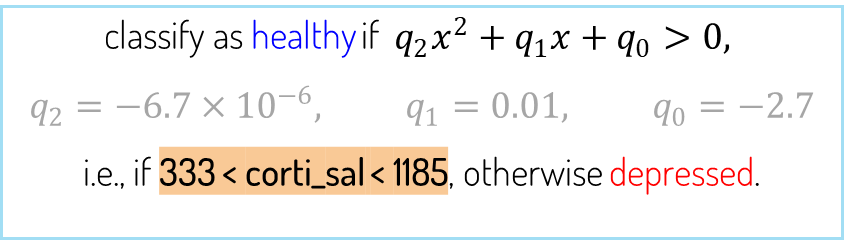 classify as healthy if q₂x² + q₁x + q₀ > 0,
q₂ = −6.7 × 10⁻⁶, q₁ = 0.01, q₀ = −2.7
i.e., if 333 < corti_sal < 1185, otherwise depressed.